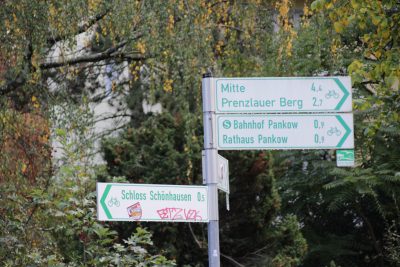 Mitte 4,4
Prenzlauer Berg 2,7
S Bahnhof Pankow 0,9
Rathaus Pankow 0,9
Schloss Schönhausen 0,5